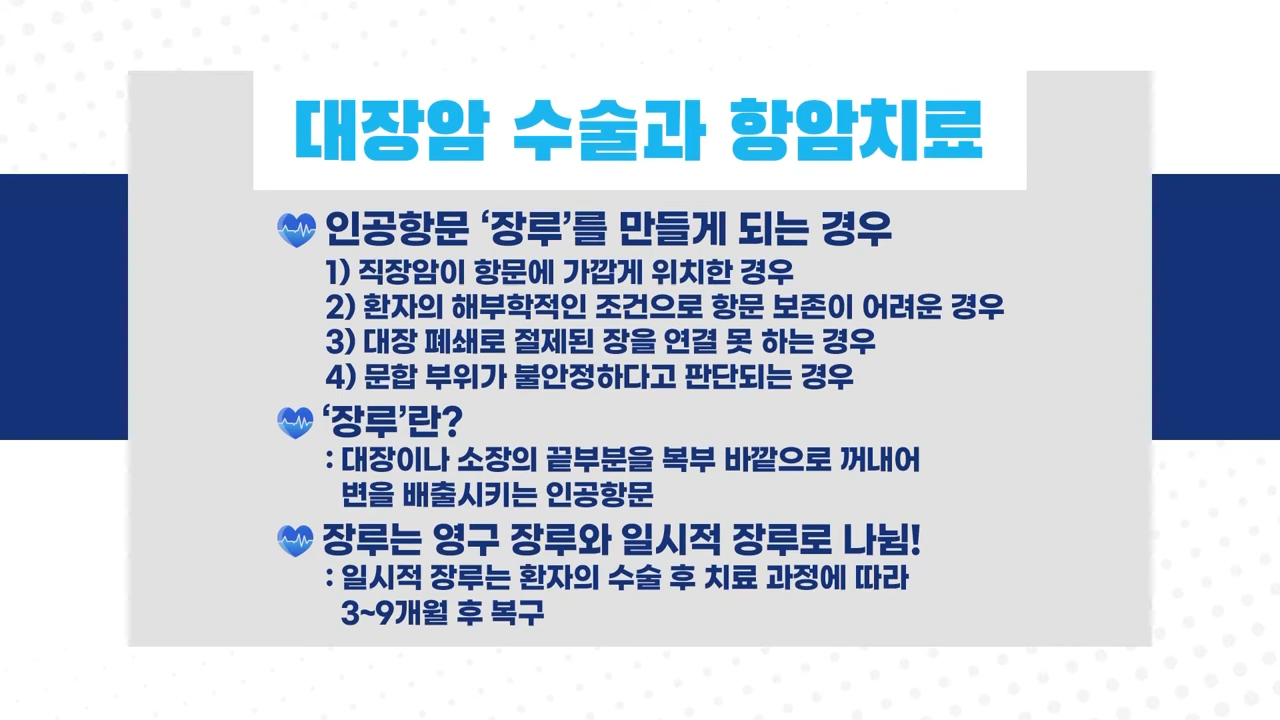 대장암 수술과 항암치료
인공항문 ‘장루’를 만들게 되는 경우
1) 직장암이 항문에 가깝게 위치한 경우
2) 환자의 해부학적인 조건으로 항문 보존이 어려운 경우
3) 대장 폐쇄로 절제된 장을 연결 못 하는 경우
4) 문합 부위가 불안정하다고 판단되는 경우
‘장루’란?
: 대장이나 소장의 끝부분을 복부 바깥으로 꺼내어
변을 배출시키는 인공항문
장루는 영구 장루와 일시적 장루로 나뉨!
: 일시적 장루는 환자의 수술 후 치료 과정에 따라
3~9개월 후 복구